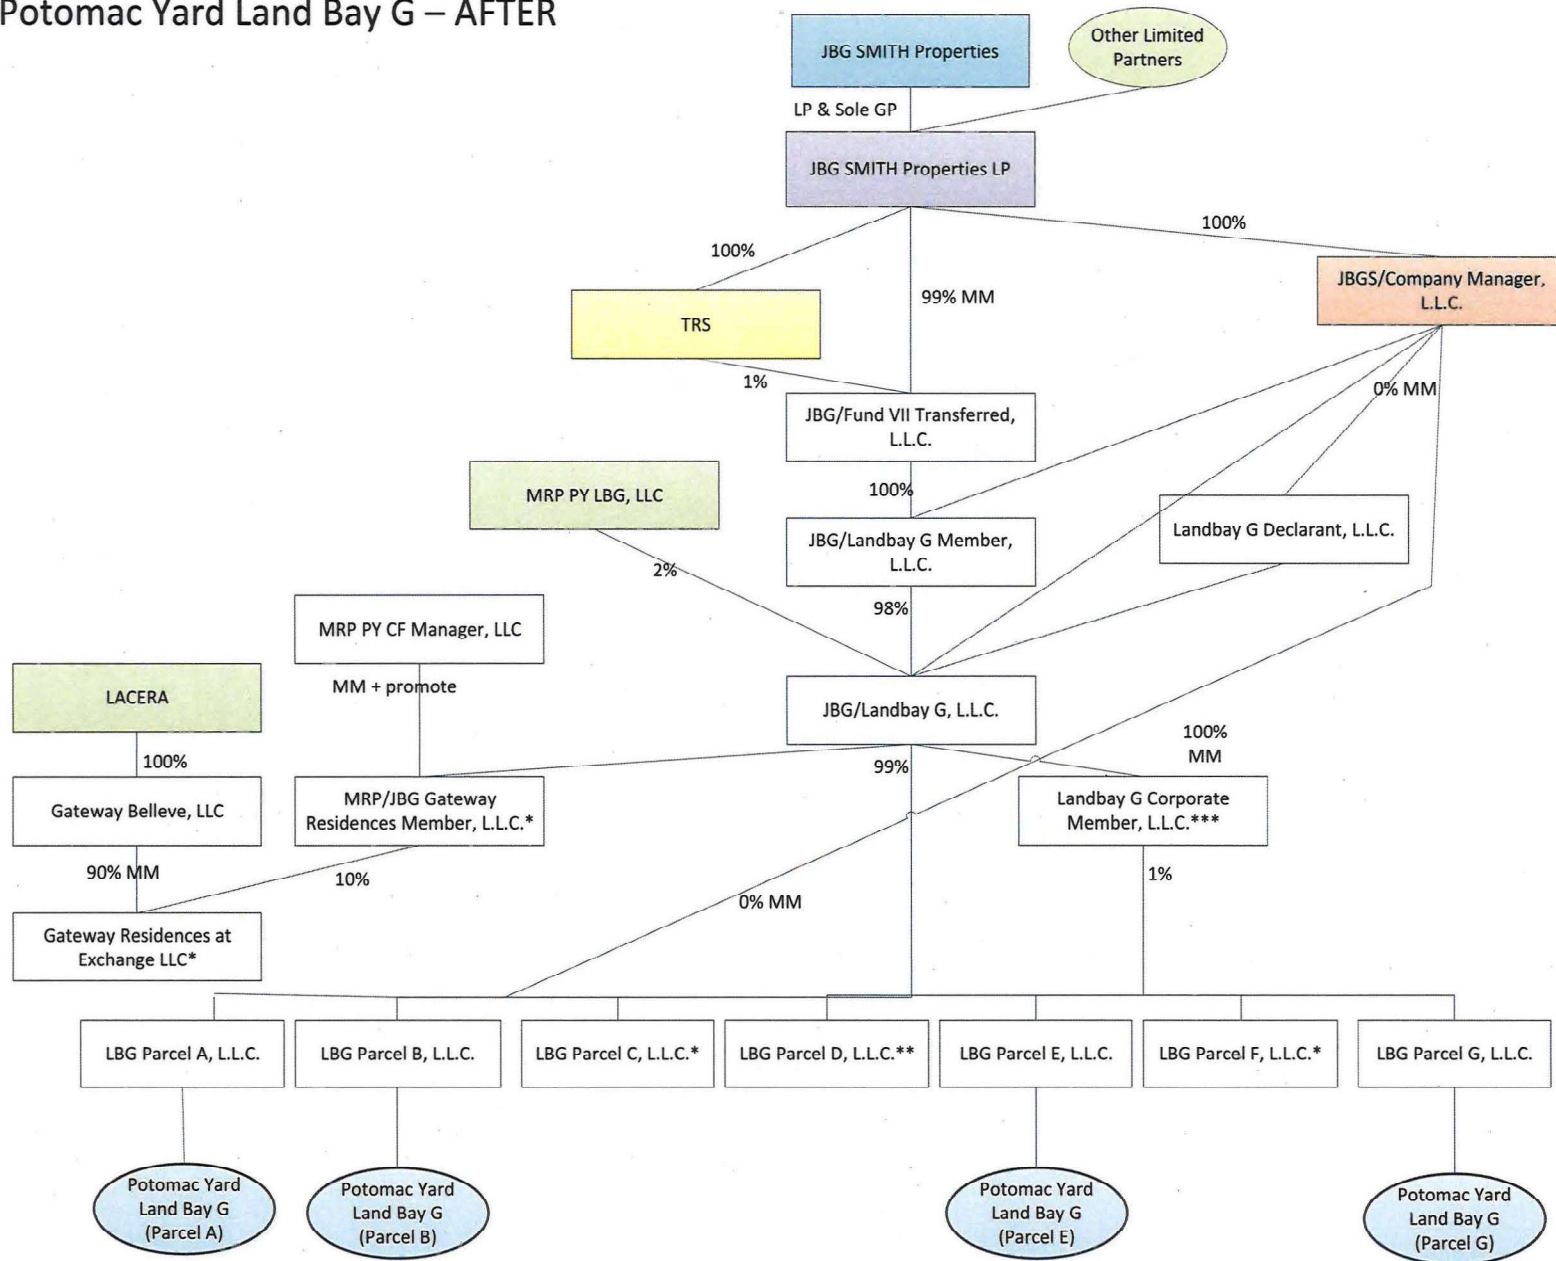 Potomac Yard Land Bay G – AFTER
JBG SMITH Properties
Other Limited
Partners
LP & Sole GP
JBG SMITH Properties LP
100%
100%
99% MM
JBGS/Company Manager,
L.L.C.
TRS
1%
0% MM
JBG/Fund VII Transferred,
L.L.C.
MRP PY LBG, LLC
100%
Landbay G Declarant, L.L.C.
JBG/Landbay G Member,
L.L.C.
2%
98%
MRP PY CF Manager, LLC
MM + promote
LACERA
JBG/Landbay G, L.L.C.
100%
MM
100%
99%
Gateway Belleve, LLC
MRP/JBG Gateway
Residences Member, L.L.C.*
Landbay G Corporate
Member, L.L.C.***
90% MM
10%
1%
0% MM
Gateway Residences at
Exchange LLC*
LBG Parcel A, L.L.C.
LBG Parcel B, L.L.C.
LBG Parcel C, L.L.C.*
LBG Parcel D, L.L.C.**
LBG Parcel E, L.L.C.
LBG Parcel F, L.L.C.*
LBG Parcel G, L.L.C.
Potomac Yard
Land Bay G
(Parcel A)
Potomac Yard
Land Bay G
(Parcel B)
Potomac Yard
Land Bay G
(Parcel E)
Potomac Yard
Land Bay G
(Parcel G)